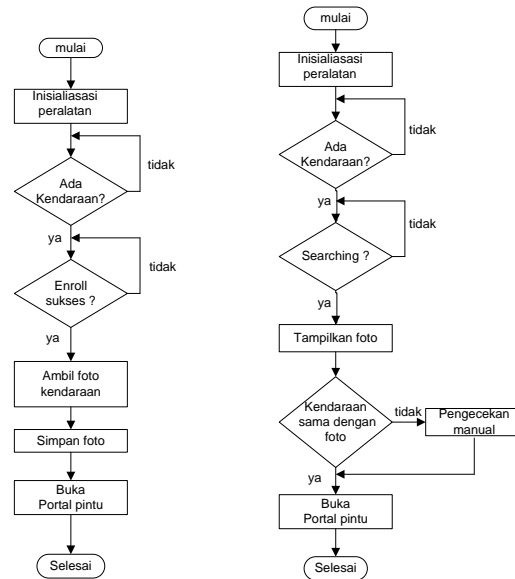 mulai
Inisialiasasi
peralatan
tidak
Ada
Kendaraan?
ya
tidak
Enroll
sukses ?
ya
Ambil foto
kendaraan
Simpan foto
Buka
Portal pintu
Selesai
mulai
Inisialiasasi
peralatan
tidak
Ada
Kendaraan?
ya
tidak
Searching ?
ya
Tampilkan foto
Kendaraan
sama dengan
foto
tidak
Pengecekan
manual
ya
Buka
Portal pintu
Selesai